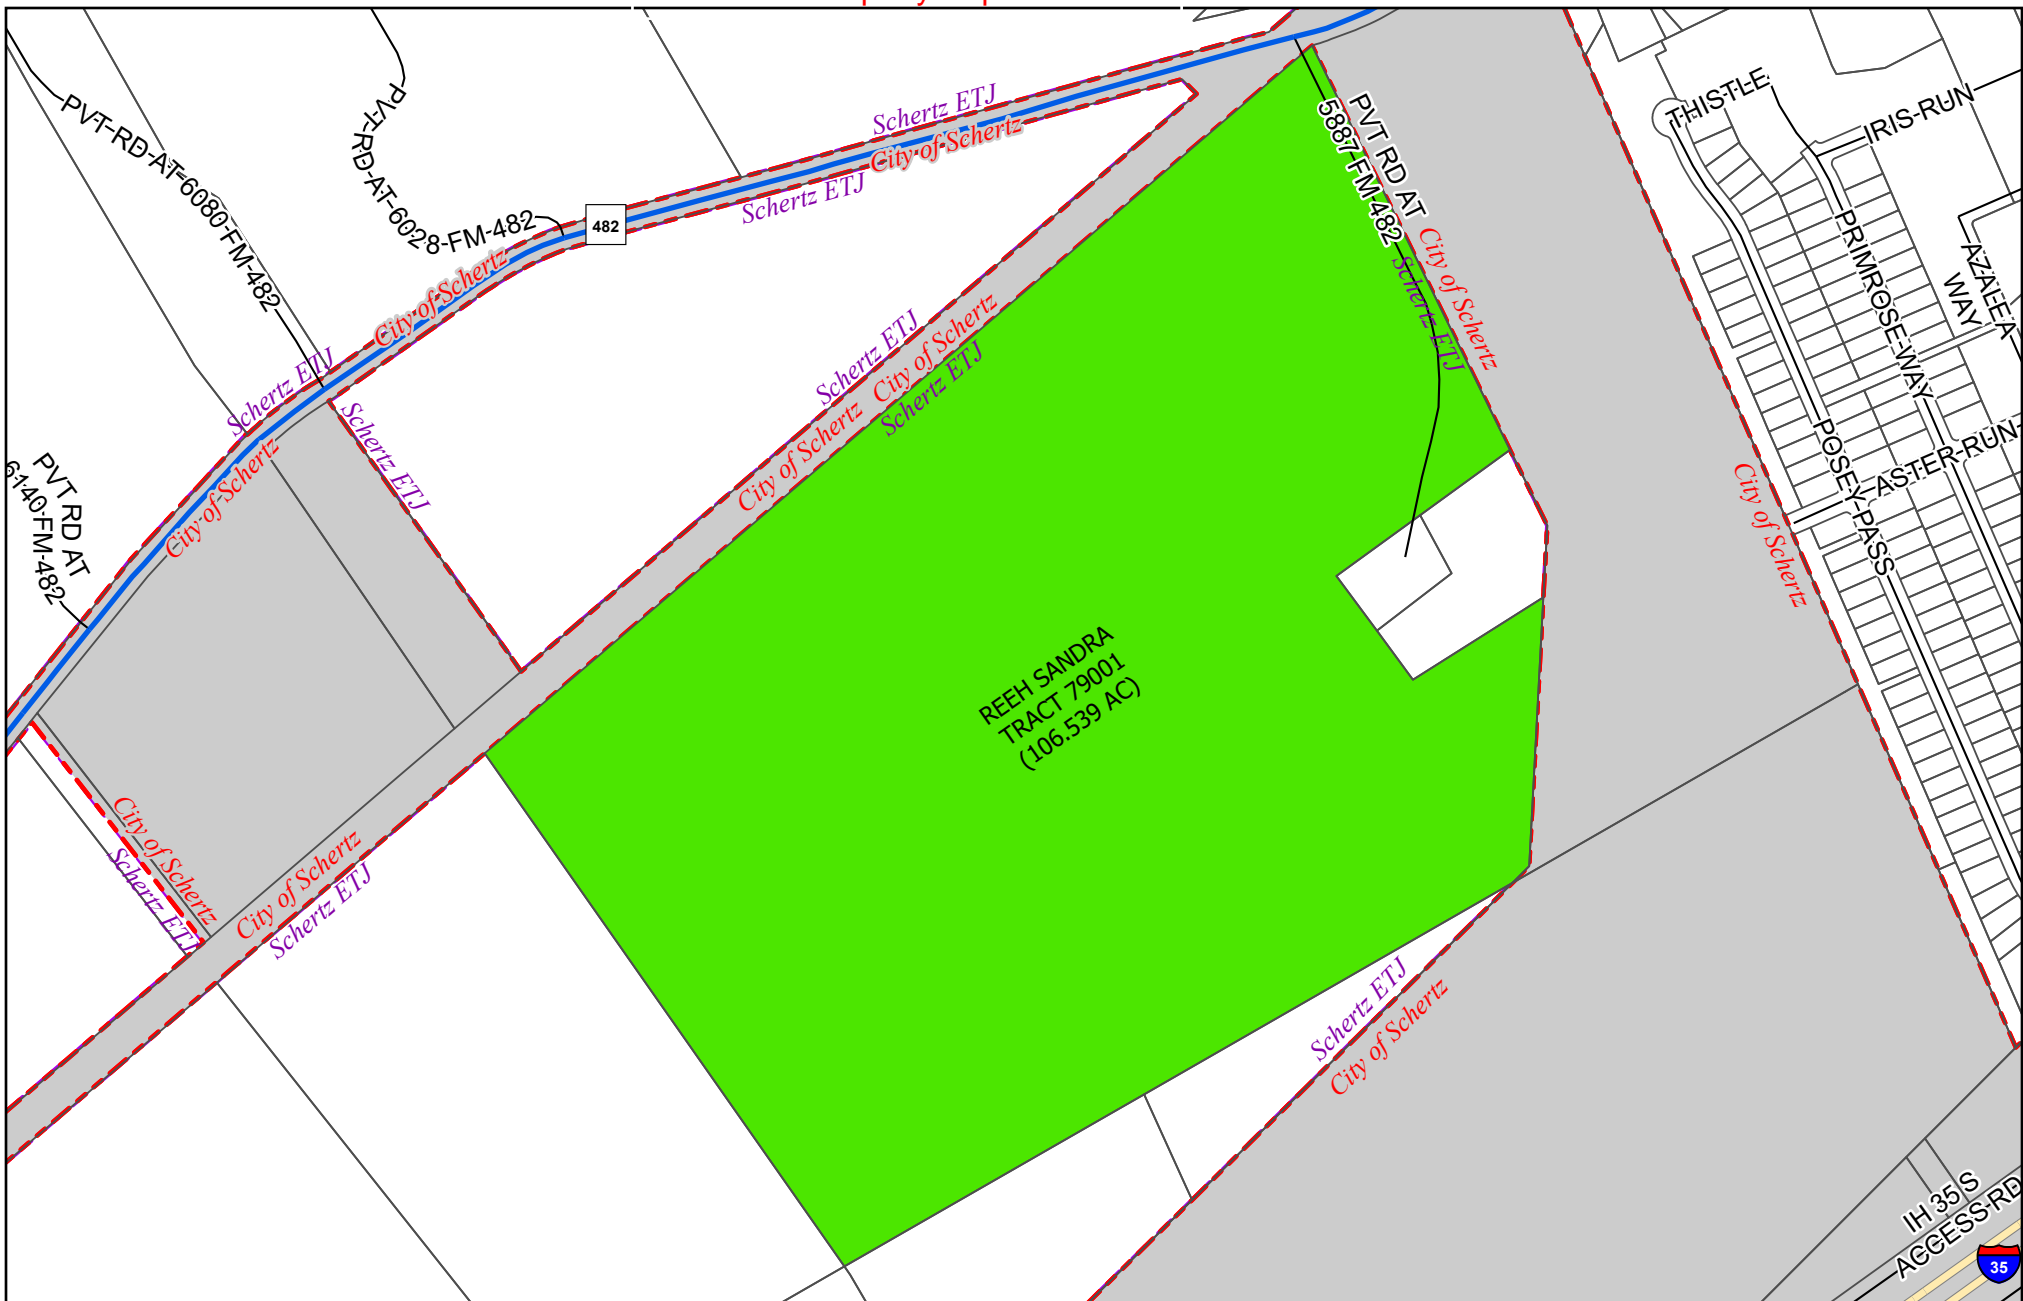 Schertz ETJ
City of Schertz
Schertz ETJ
PVT RD AT
5887-FM-482
THISTLE
IRIS-RUN
PVT-RD-AT-6080-FM-482
PVT-RD-AT-6028-FM-482
482
City of Schertz
Schertz ETJ
City of Schertz
Schertz ETJ
PRIMROSE-WAY
AZALEA
WAY
City of Schertz
Schertz ETJ
Schertz ETJ
City of Schertz
City of Schertz
Schertz ETJ
Schertz ETJ
City of Schertz
PVT RD AT
6140-FM-482
POSEY-PASS
ASTER-RUN
City of Schertz
REEH SANDRA
TRACT 79001
(106.539 AC)
City of Schertz
Schertz ETJ
City of Schertz
Schertz ETJ
Schertz ETJ
City of Schertz
IH 35 S
ACCESS-RD
35